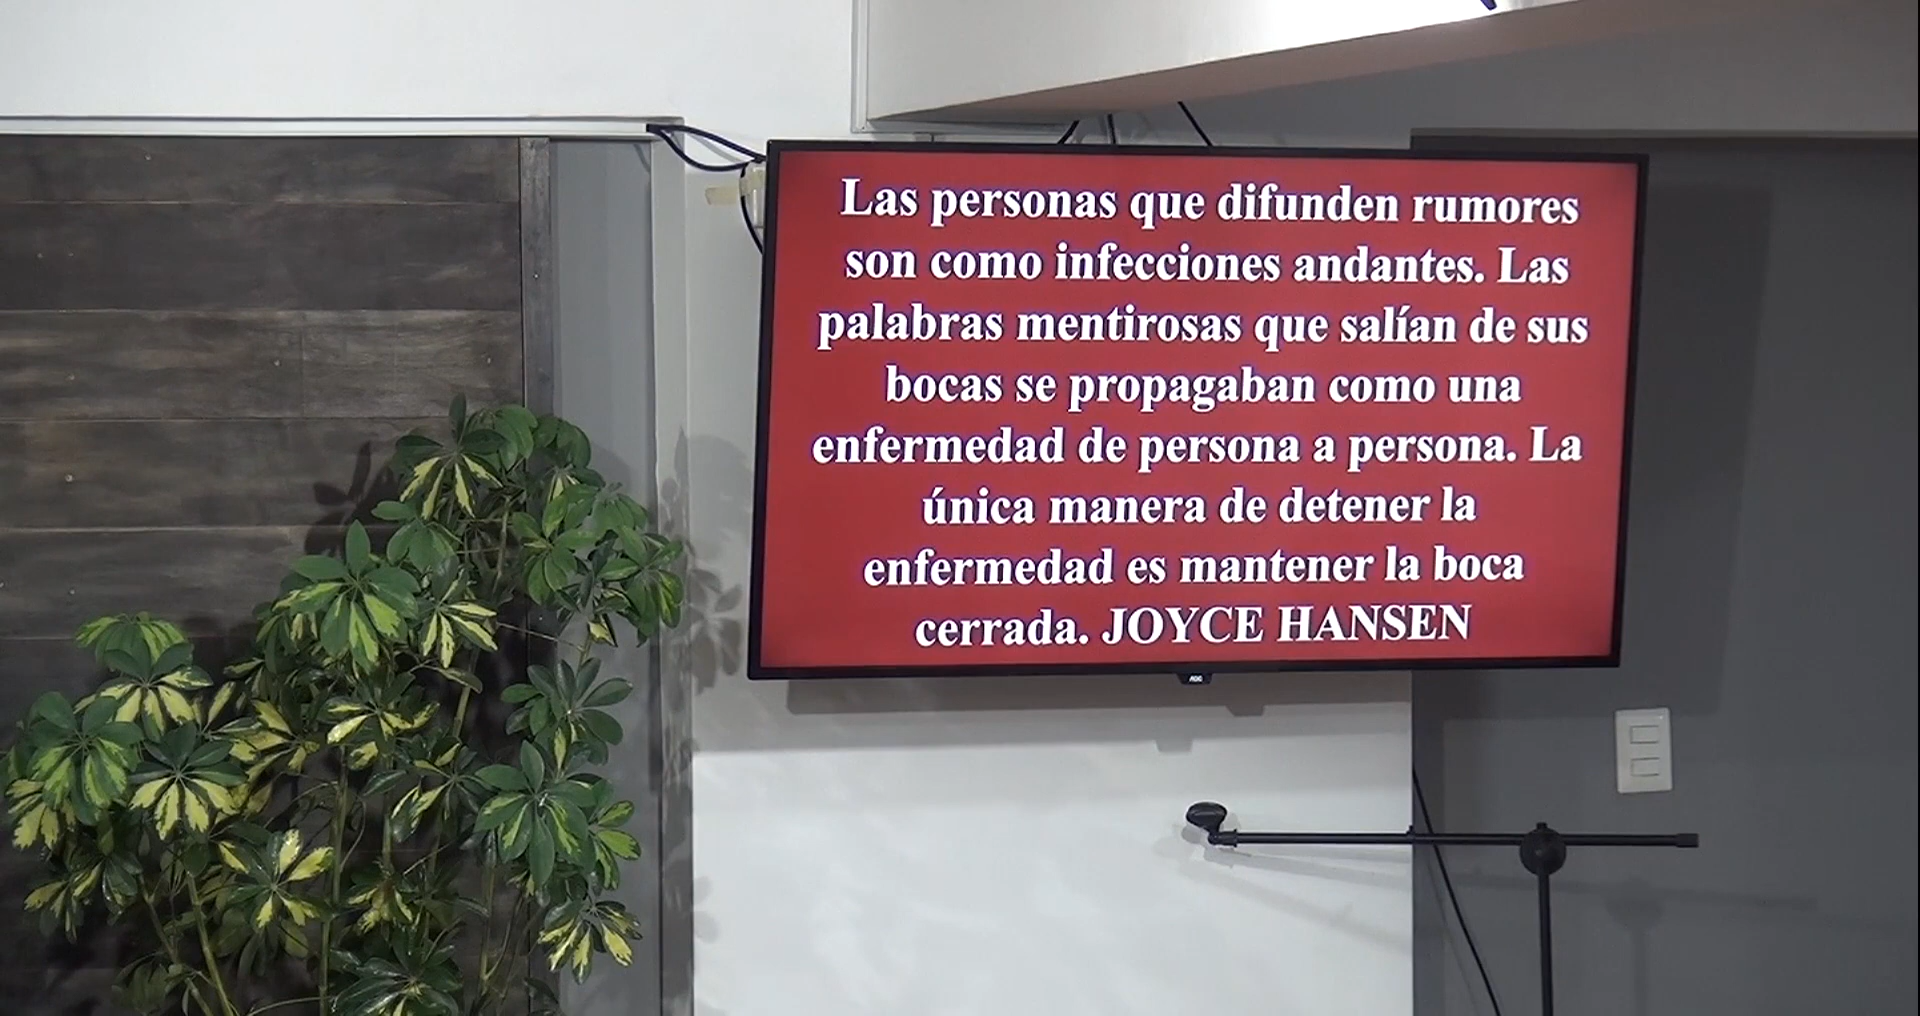 Las personas que difunden rumores
son como infecciones andantes. Las
palabras mentirosas que salían de sus
bocas se propagaban como una
enfermedad de persona a persona. La
única manera de detener la
enfermedad es mantener la boca
cerrada. JOYCE HANSEN
AOC